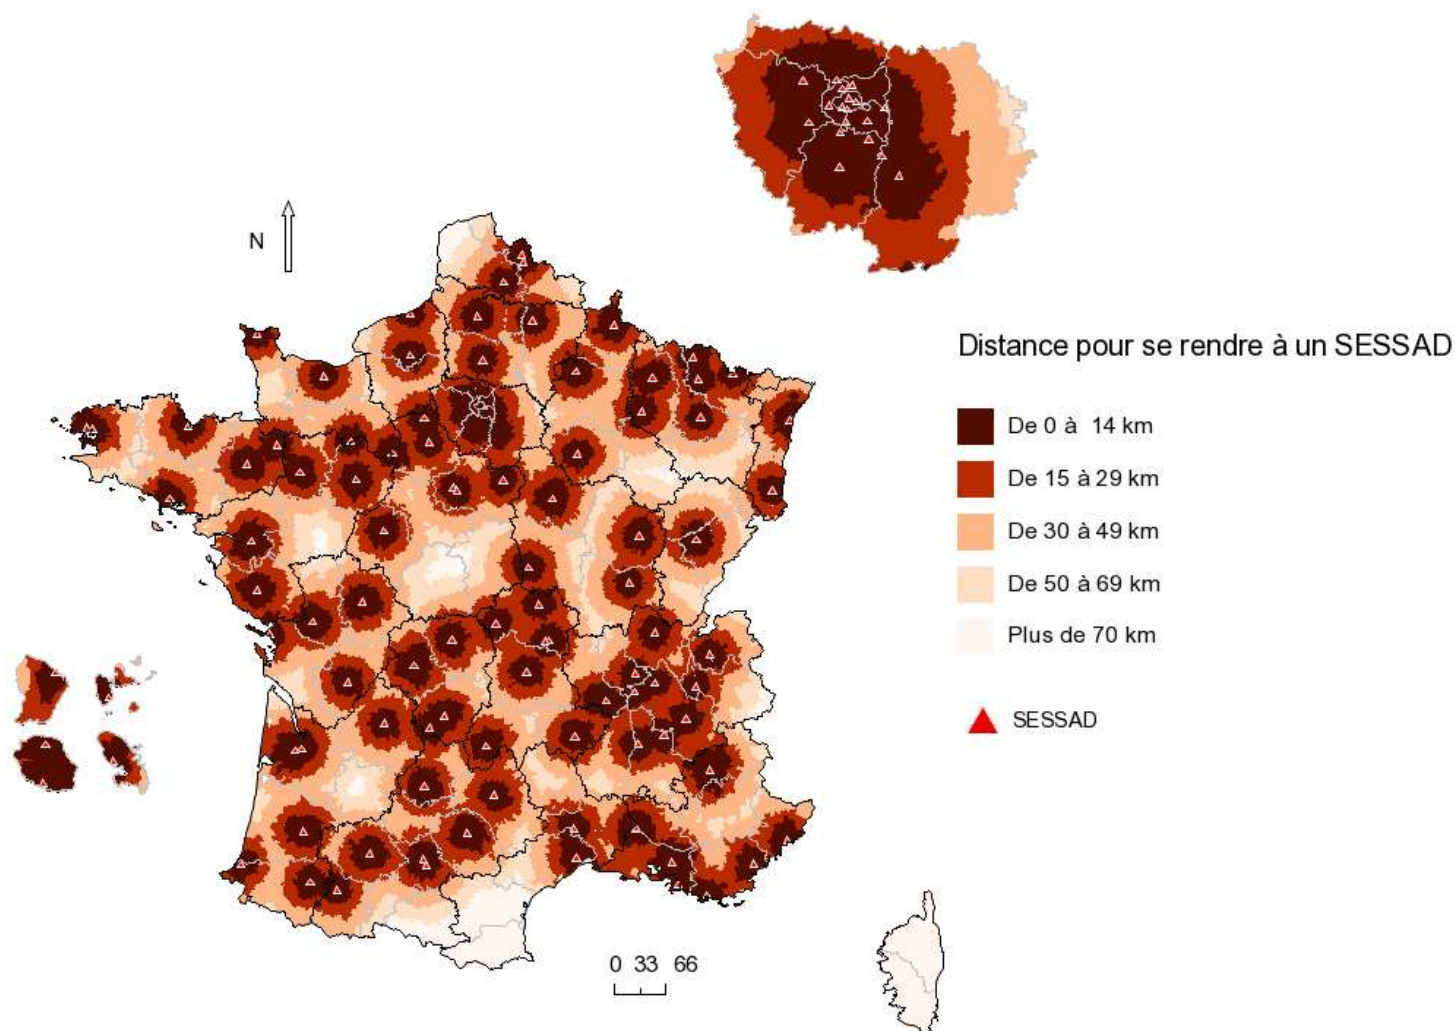 N
Distance pour se rendre à un SESSAD
De 0 à 14 km
De 15 à 29 km
De 30 à 49 km
De 50 à 69 km
Plus de 70 km
SESSAD
0 33 66